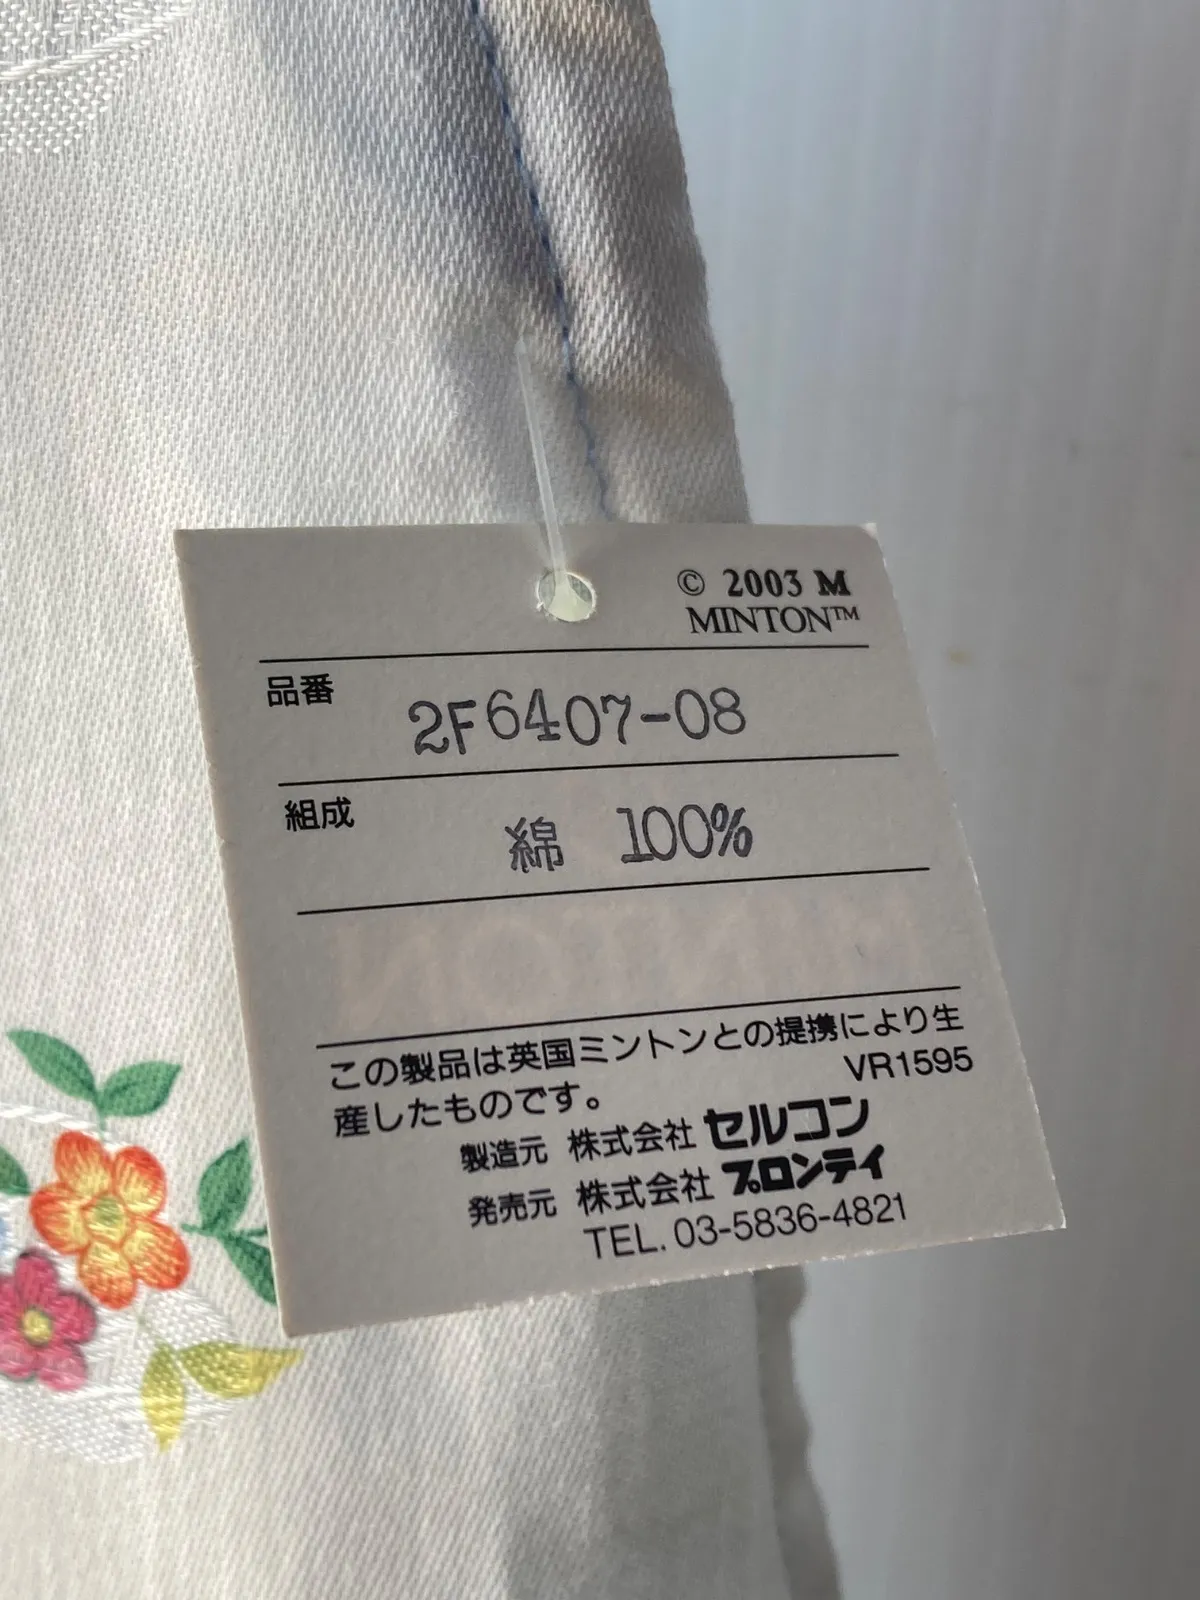 © 2003 M
MINTON™
品番
2F6407-08
組成
綿 100%
この製品は英国ミントンとの提携により生
産したものです。
VR1595
製造元 株式会社 セルコン
発売元 株式会社 フロンティ
TEL. 03-5836-4821